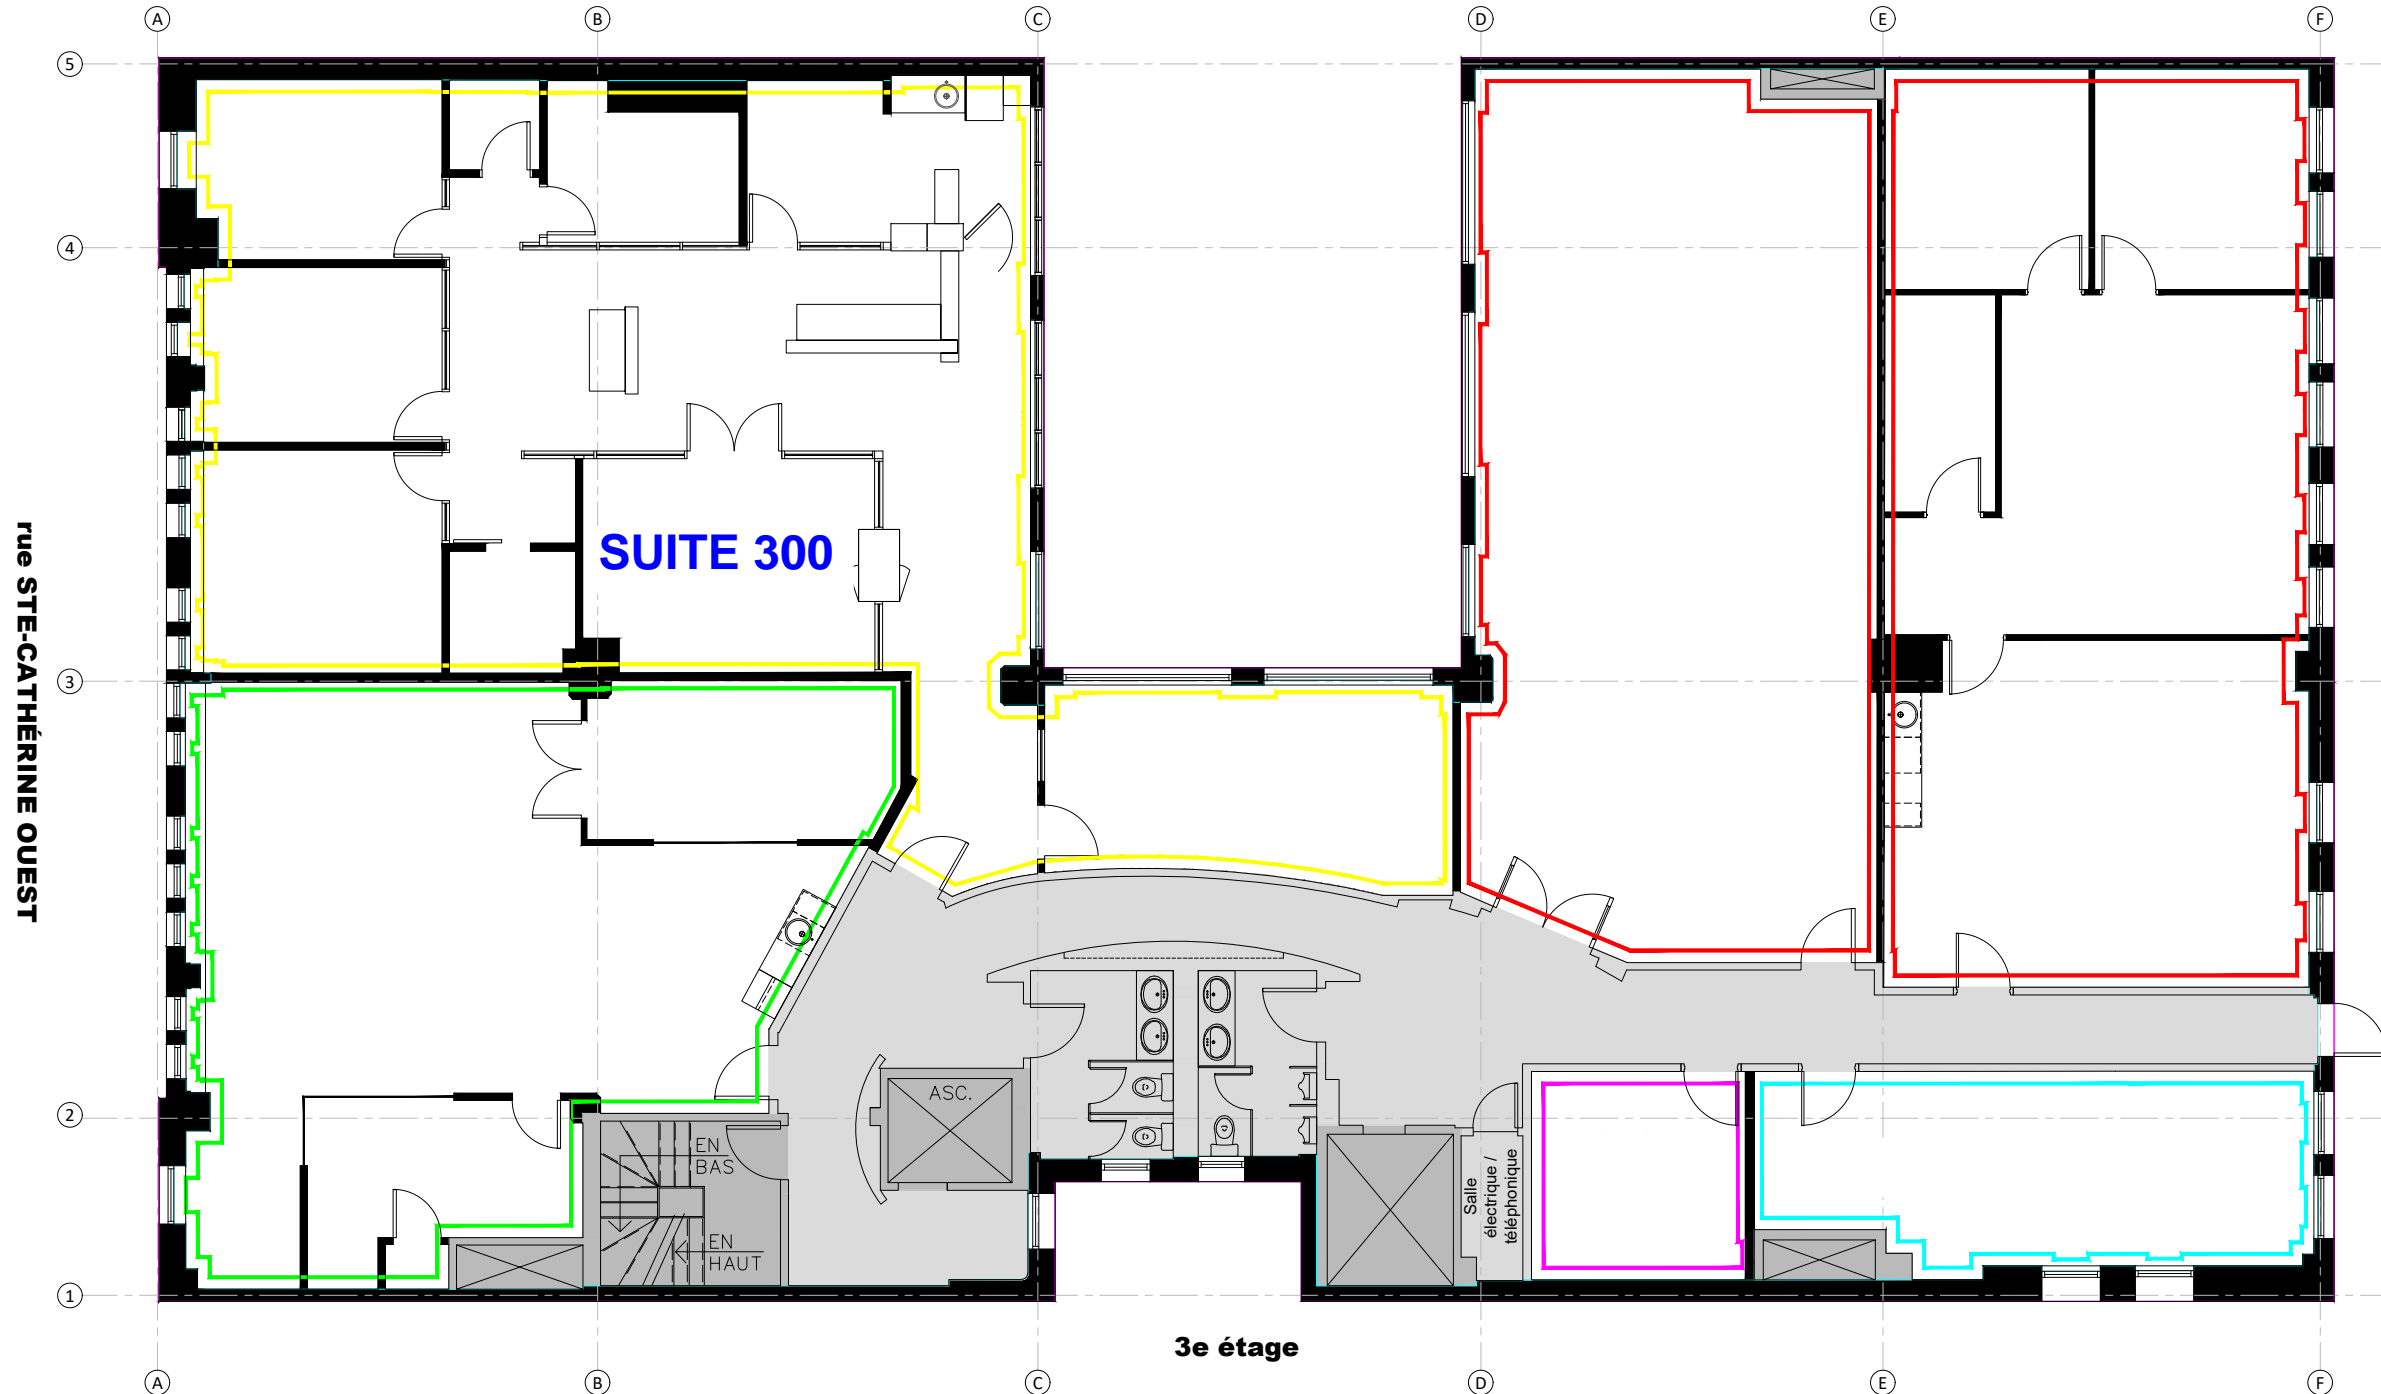 A B C D E F
5
4
SUITE 300
rue STE-CATHÉRINE OUEST
3
ASC.
2
EN
BAS
EN
HAUT
Salle
électrique /
téléphonique
1
3e étage
A B C D E F